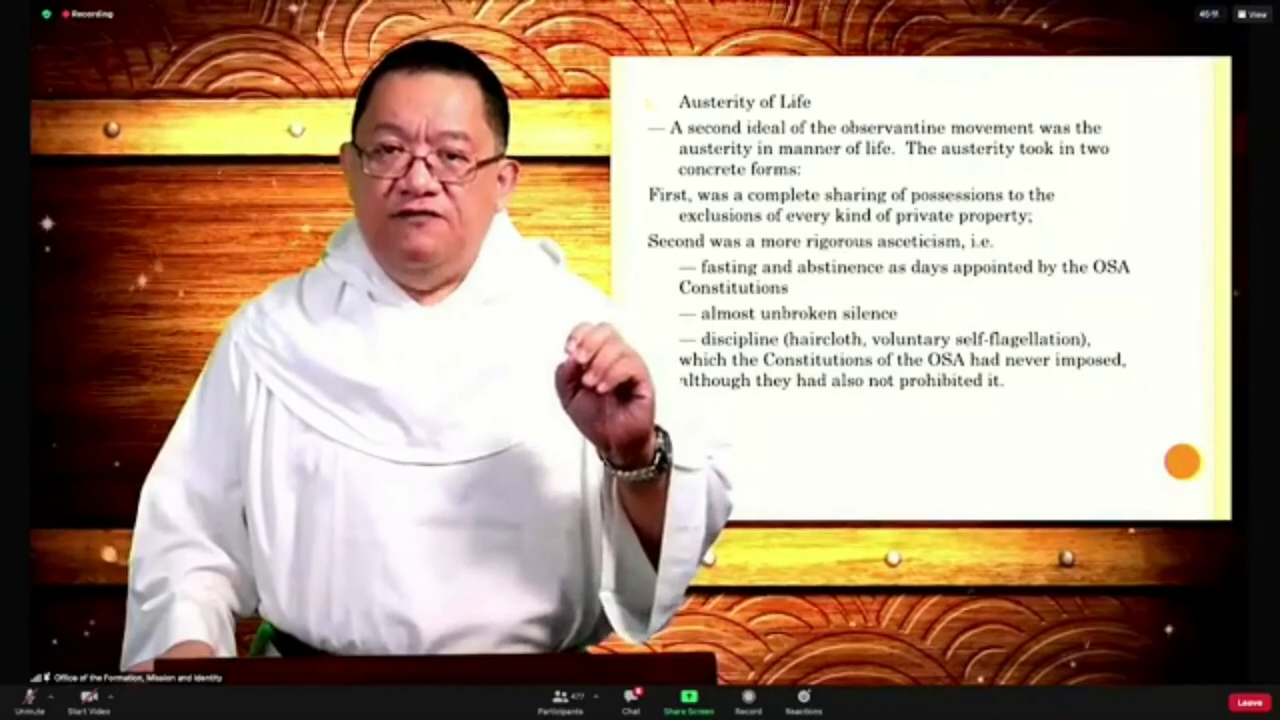 Recording
45:11
View
Austerity of Life
— A second ideal of the observantine movement was the
austerity in manner of life. The austerity took in two
concrete forms:
First, was a complete sharing of possessions to the
exclusions of every kind of private property;
Second was a more rigorous asceticism, i.e.
— fasting and abstinence as days appointed by the OSA
Constitutions
— almost unbroken silence
— discipline (haircloth, voluntary self-flagellation),
which the Constitutions of the OSA had never imposed,
although they had also not prohibited it.
Office of the Formation, Mission and Identity
Unmute
Start Video
Participants
477
Chat
Share Screen
Record
Reactions
Leave